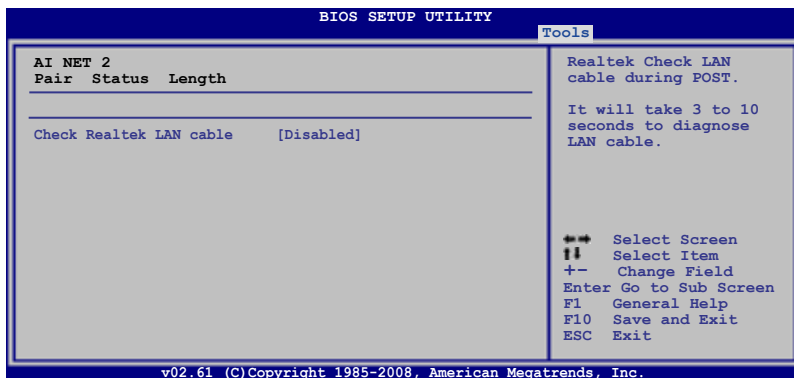 BIOS SETUP UTILITY
Tools
AI NET 2
Pair Status Length
Check Realtek LAN cable [Disabled]
Realtek Check LAN
cable during POST.
It will take 3 to 10
seconds to diagnose
LAN cable.
←→ Select Screen
↑↓ Select Item
+- Change Field
Enter Go to Sub Screen
F1 General Help
F10 Save and Exit
ESC Exit
v02.61 (C)Copyright 1985-2008, American Megatrends, Inc.